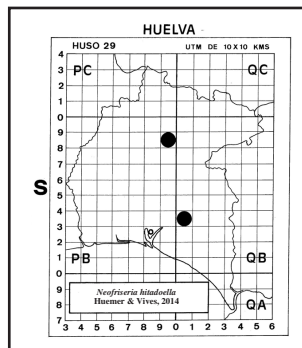 HUELVA
HUSO 29 UTM DE 10 X 10 KMS
4
3 PC QC
2
1
0
9
8
7
6
S 5
4
3
2
1 PB QB
0
9
8 QA
7
Neofriseria hitadoella
Huemer & Vives, 2014
3 4 5 6 7 8 9 0 1 2 3 4 5 6